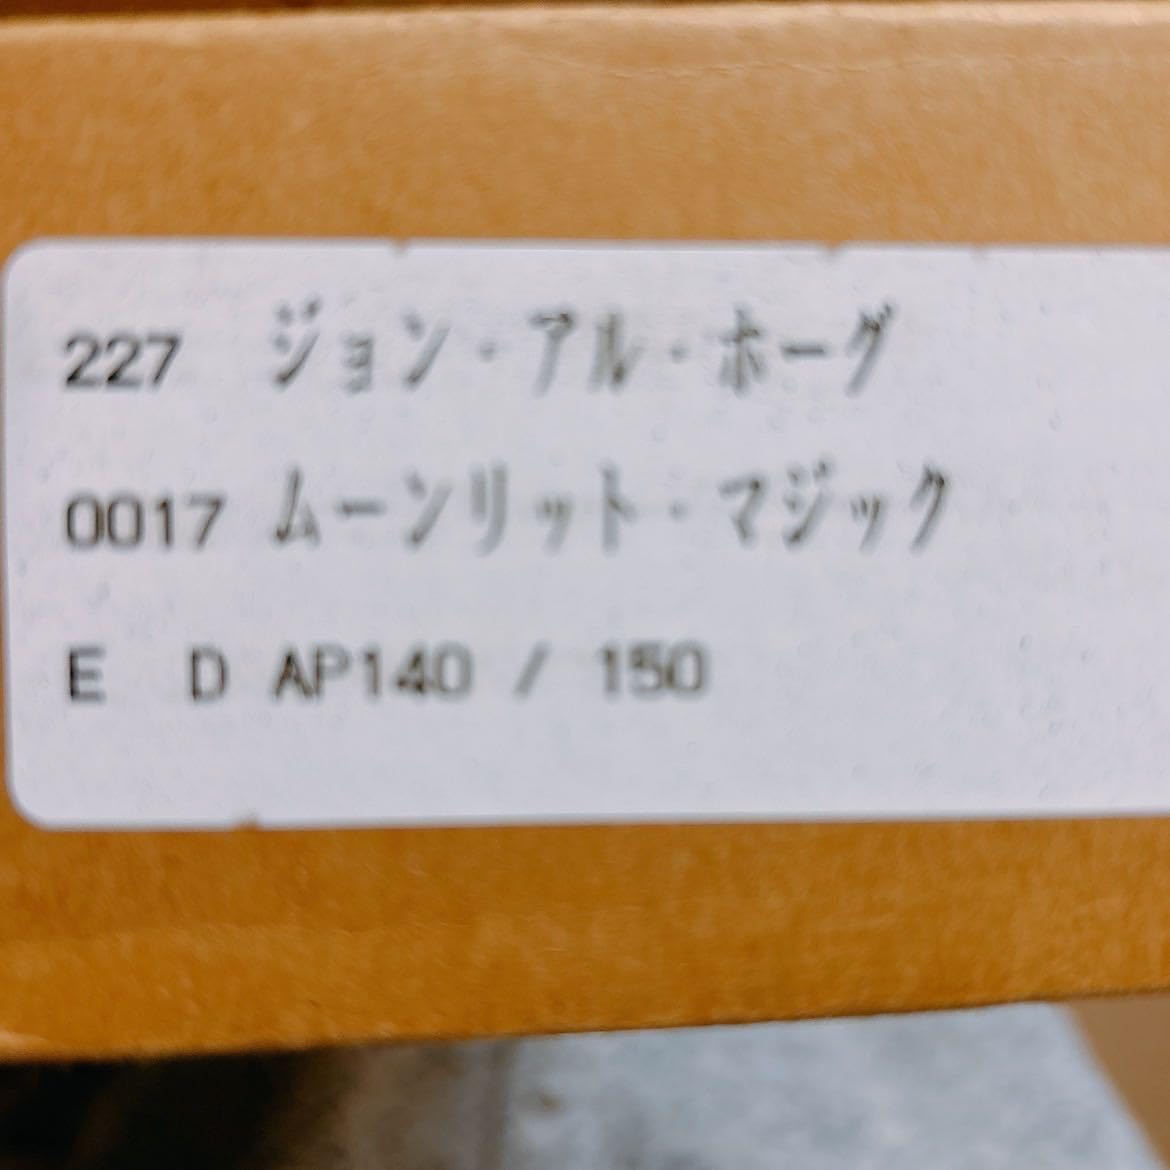 227 ジョン・アル・ホーグ
0017 ムーンリット・マジック
E D AP140 / 150